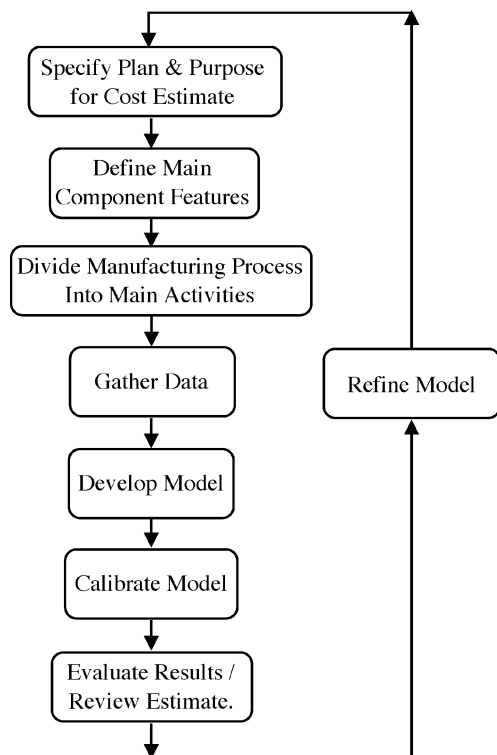 Specify Plan & Purpose
for Cost Estimate
Define Main
Component Features
Divide Manufacturing Process
Into Main Activities
Gather Data
Refine Model
Develop Model
Calibrate Model
Evaluate Results /
Review Estimate.